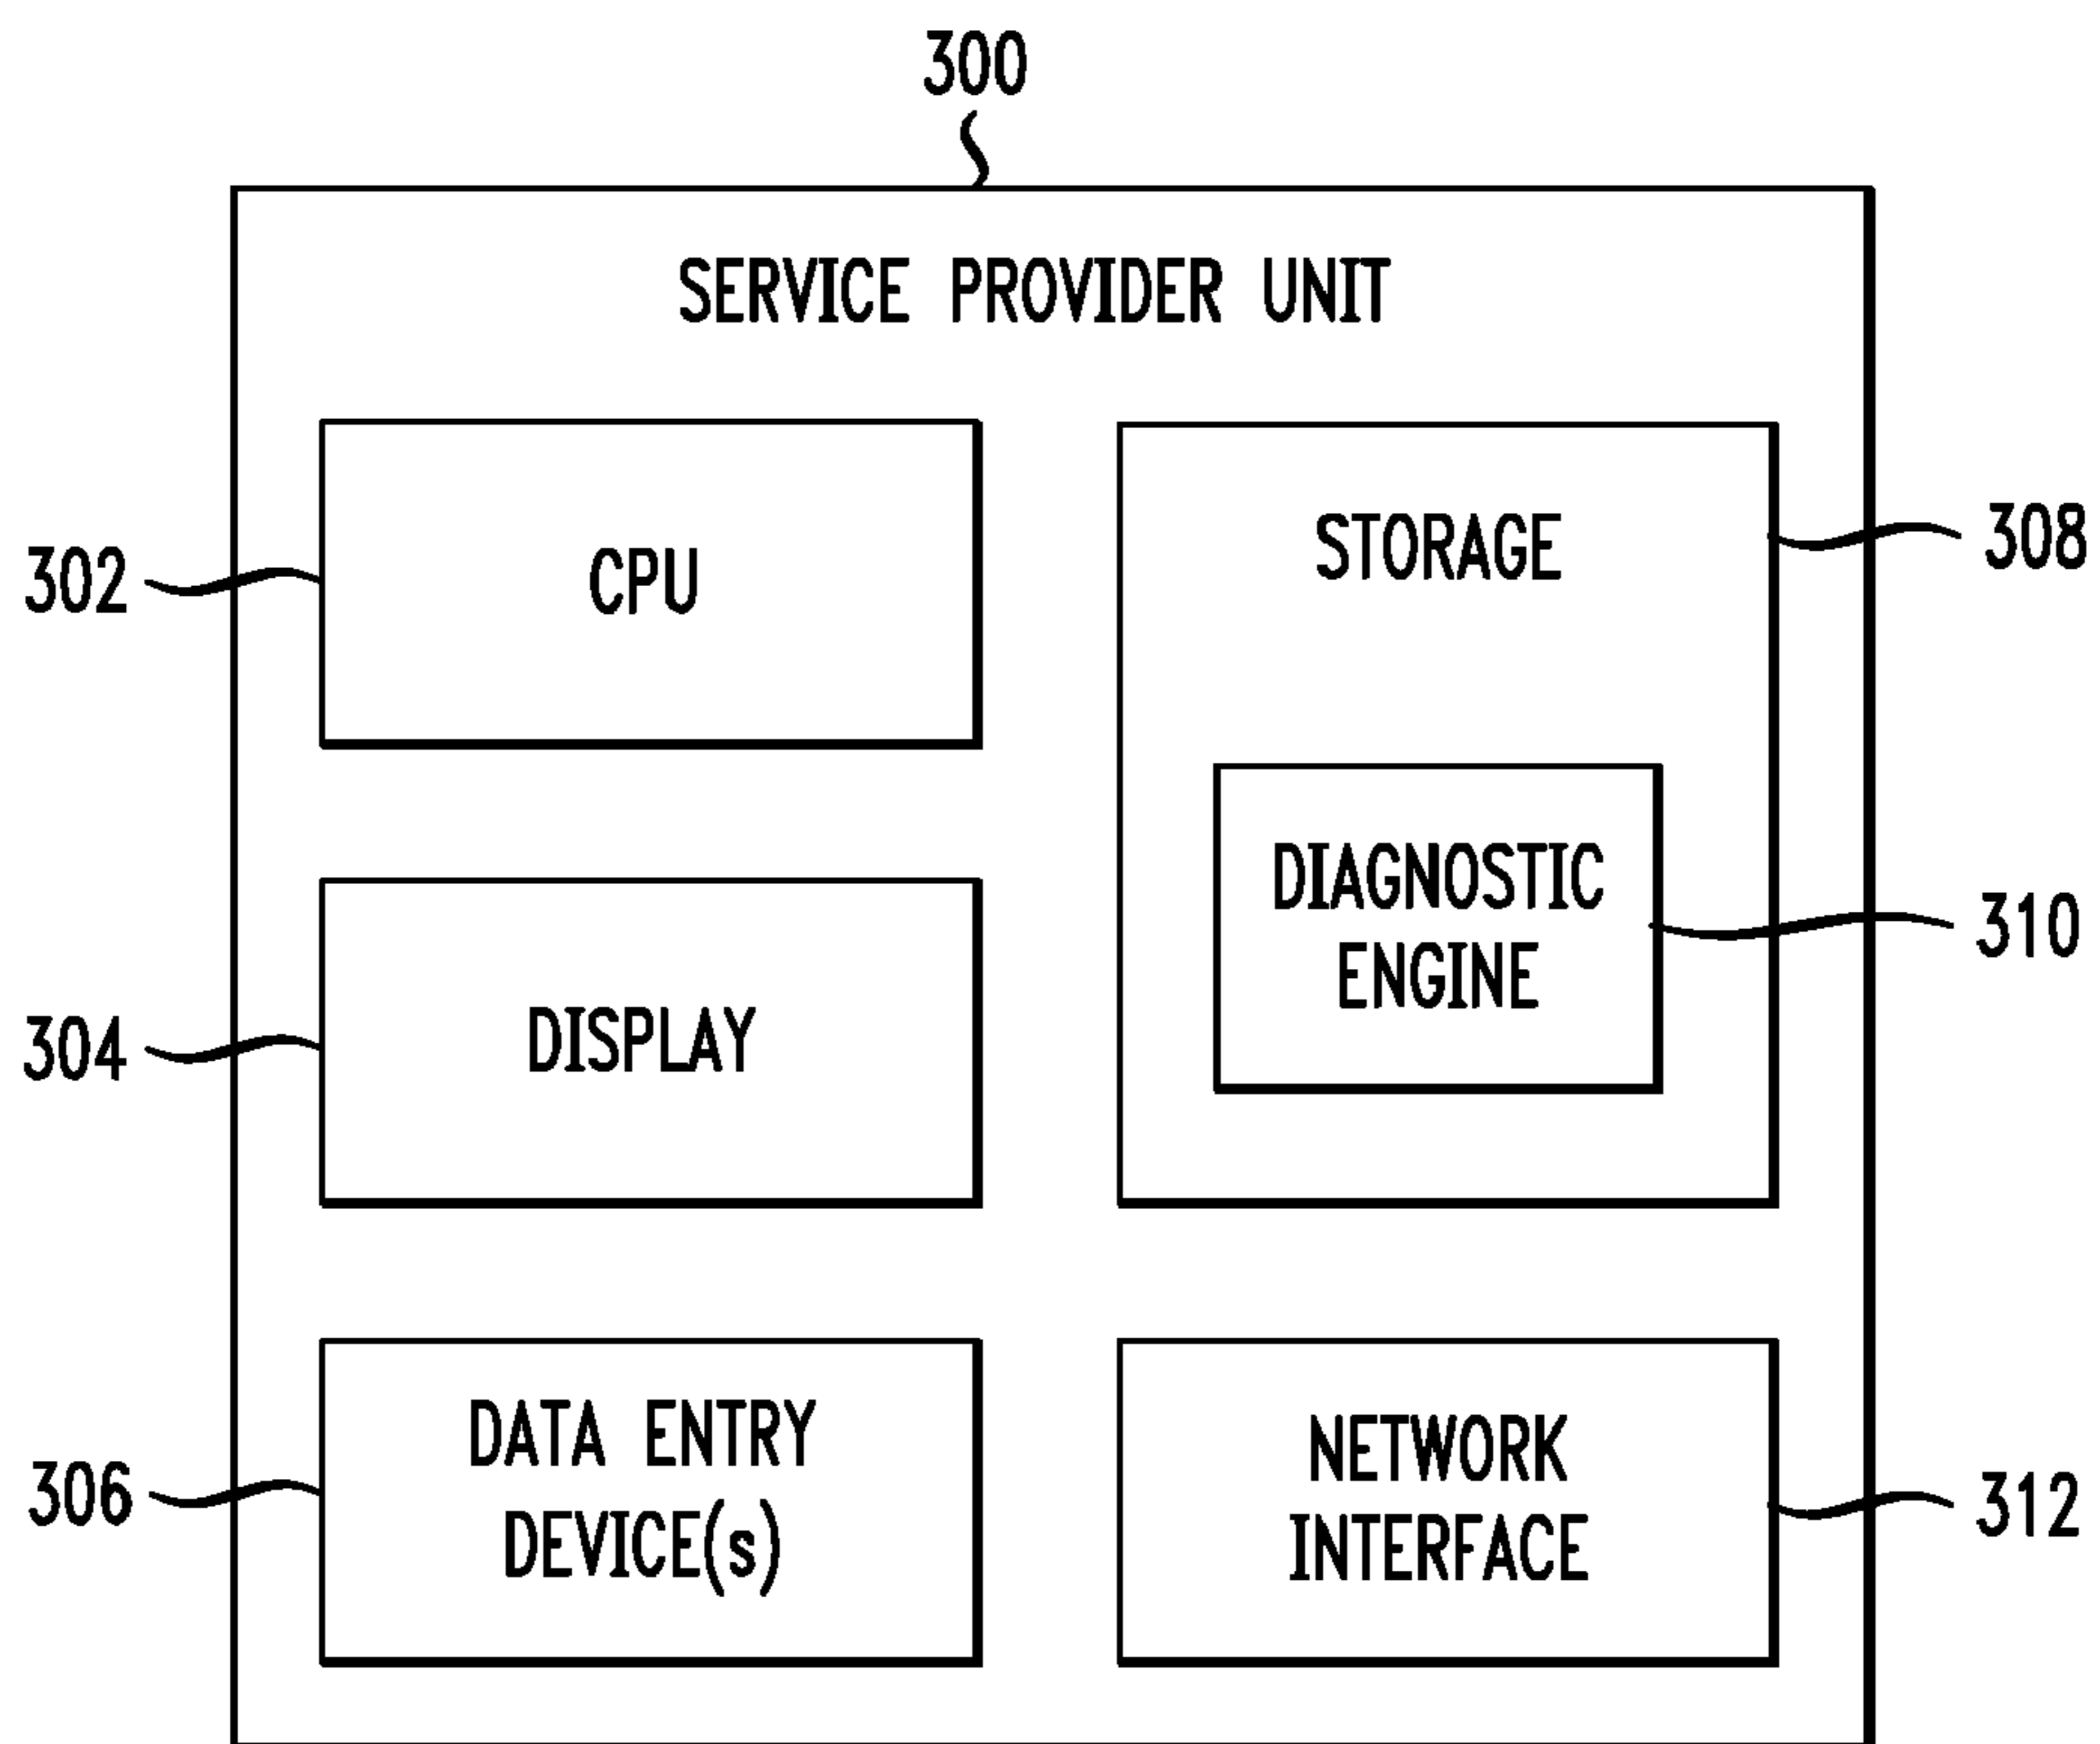 300
SERVICE PROVIDER UNIT
302
CPU
STORAGE
308
DIAGNOSTIC
ENGINE
310
304
DISPLAY
306
DATA ENTRY
DEVICE(s)
NETWORK
INTERFACE
312